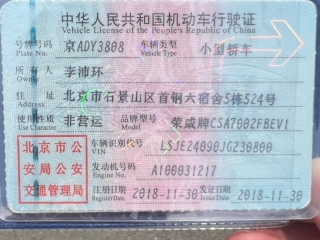 中华人民共和国机动车行驶证
Vehicle License of the People's Republic of China
号牌号码 京ADY3808 车辆类型 小型轿车
Plate No. Vehicle Type
所有人 李沛环
Owner
住址 北京市石景山区首钢六宿舍5栋524号
Address
使用性质 非营运 品牌型号 荣威牌CSA7002FBEV1
Use Character Model
北京市公安局公安交通管理局
车辆识别代号 LSJE24090JG230800
VIN
发动机号码 A100031217
Engine No.
注册日期 2018-11-30 发证日期 2018-11-30
Register Date Issue Date